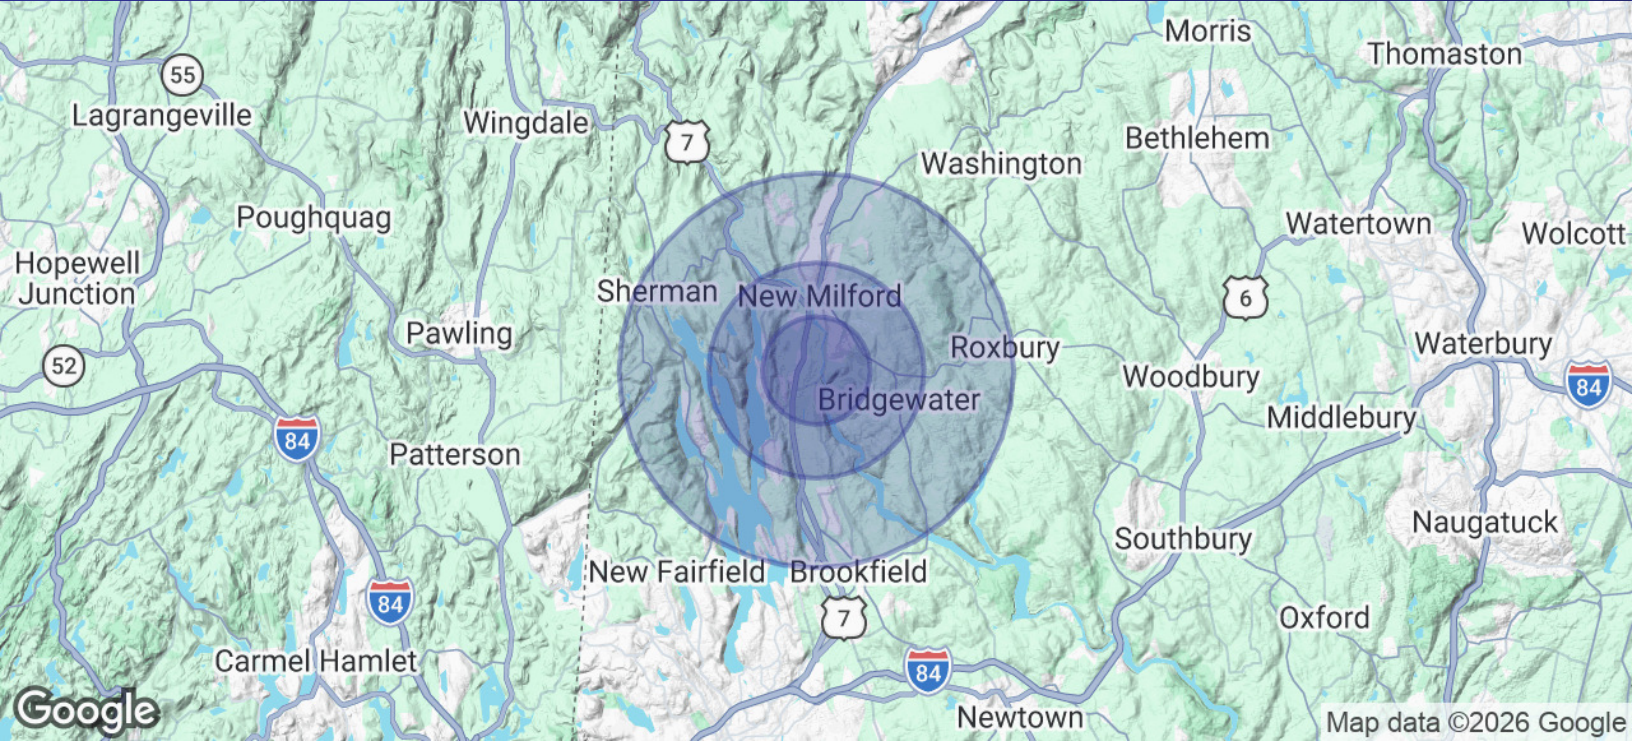 Morris
Thomaston
55
Lagrangeville
Wingdale
7
Bethlehem
Washington
Poughquag
Watertown
Wolcott
Hopewell
Junction
Sherman
New Milford
6
Pawling
Roxbury
Waterbury
52
Woodbury
84
Bridgewater
Middlebury
84
Patterson
Naugatuck
Southbury
New Fairfield
Brookfield
84
7
Oxford
Carmel Hamlet
84
Google
Newtown
Map data ©2026 Google